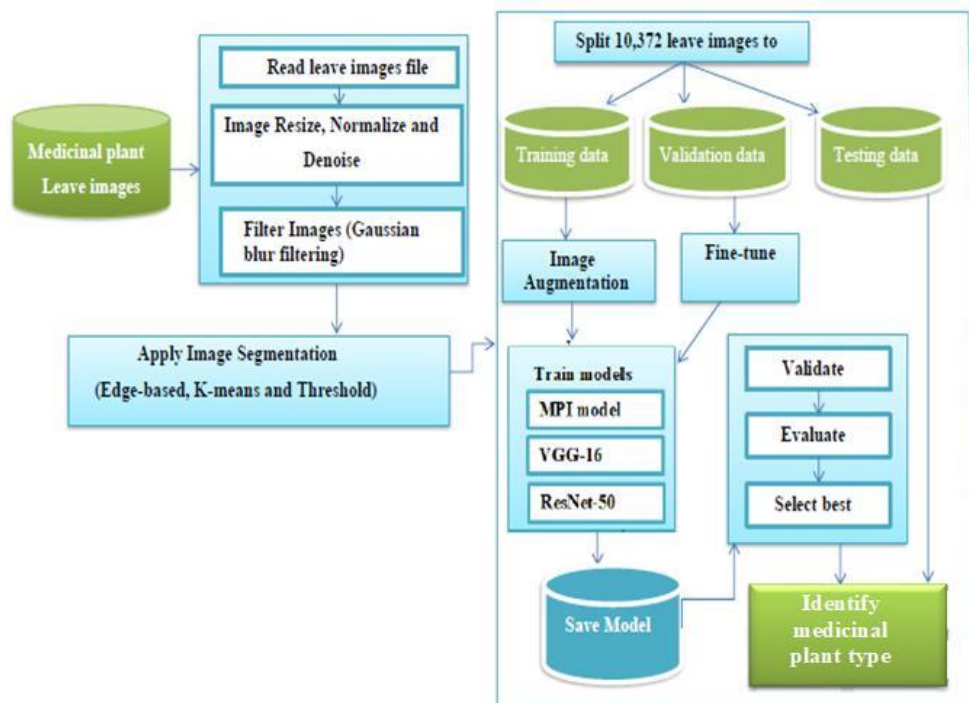 Medicinal plant
Leave images
Read leave images file
Image Resize, Normalize and
Denoise
Filter Images (Gaussian
blur filtering)
Apply Image Segmentation
(Edge-based, K-means and Threshold)
Split 10,372 leave images to
Training data
Validation data
Testing data
Image
Augmentation
Fine-tune
Train models
MPI model
VGG-16
ResNet-50
Save Model
Validate
Evaluate
Select best
Identify
medicinal
plant type